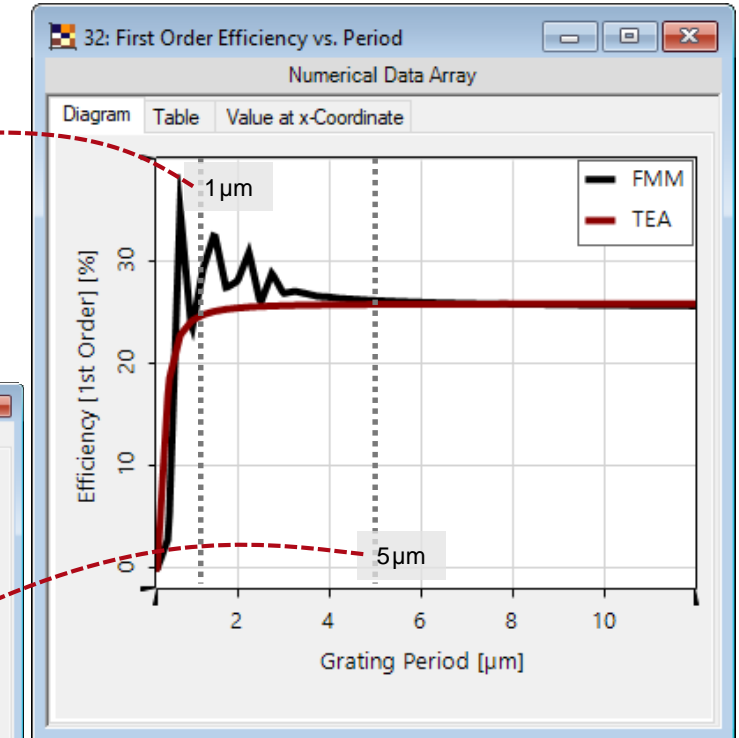 32: First Order Efficiency vs. Period
Numerical Data Array
Diagram Table Value at x-Coordinate
1µm
FMM
TEA
Efficiency [1st Order] [%]
30
20
10
0
5µm
2 4 6 8 10
Grating Period [µm]